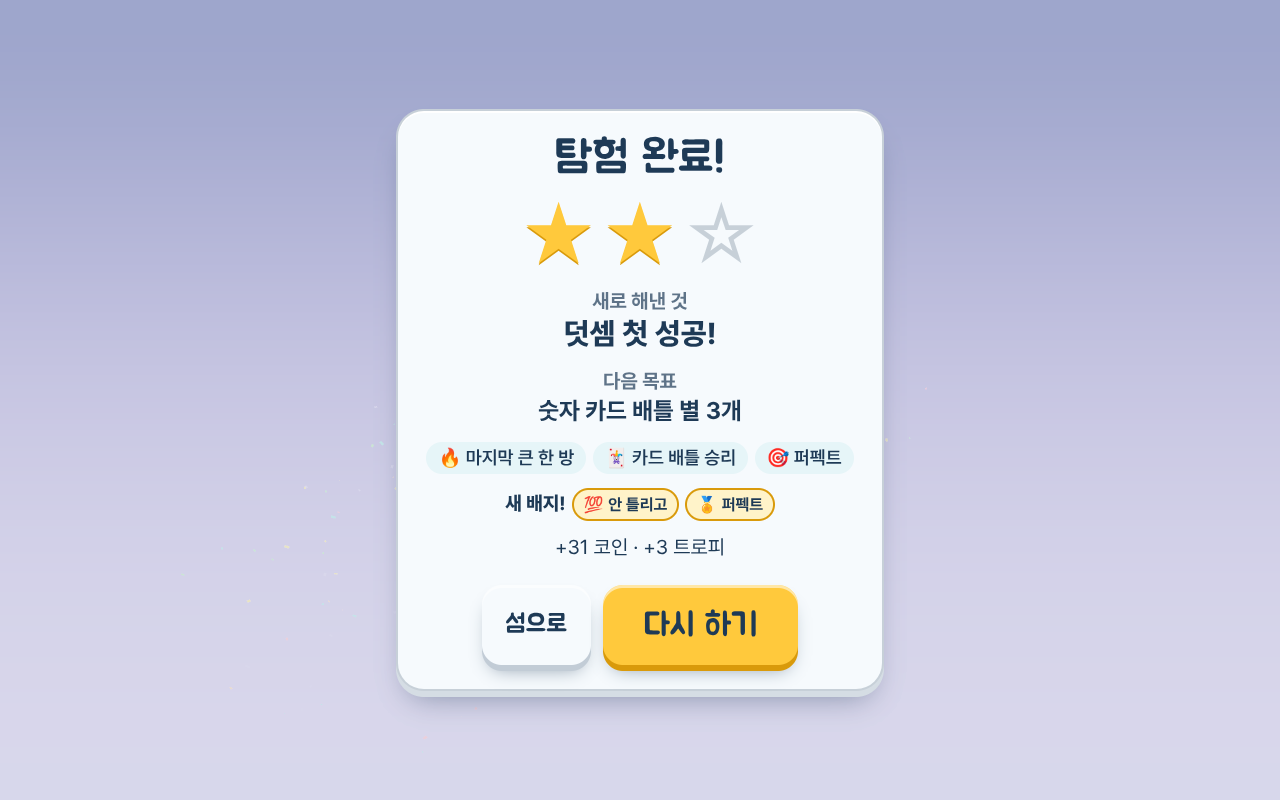 탐험 완료!
새로 해낸 것
덧셈 첫 성공!
다음 목표
숫자 카드 배틀 별 3개
🔥 마지막 큰 한 방 🃏 카드 배틀 승리 🎯 퍼펙트
새 배지! 💯 안 틀리고 🏅 퍼펙트
+31 코인 · +3 트로피
섬으로 다시 하기